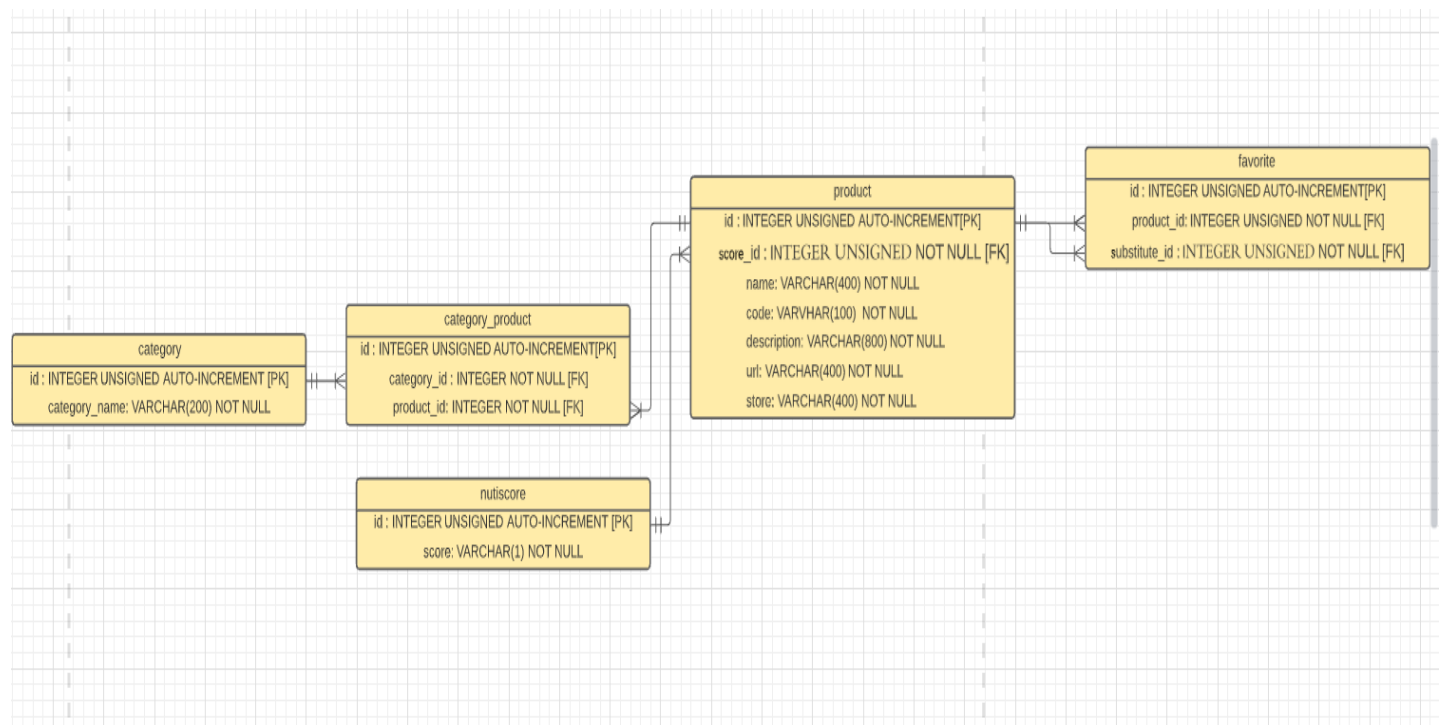 category
id : INTEGER UNSIGNED AUTO-INCREMENT [PK]
category_name: VARCHAR(200) NOT NULL
category_product
id : INTEGER UNSIGNED AUTO-INCREMENT[PK]
category_id : INTEGER NOT NULL [FK]
product_id: INTEGER NOT NULL [FK]
nutiscore
id : INTEGER UNSIGNED AUTO-INCREMENT [PK]
score: VARCHAR(1) NOT NULL
product
id : INTEGER UNSIGNED AUTO-INCREMENT[PK]
score_id : INTEGER UNSIGNED NOT NULL [FK]
name: VARCHAR(400) NOT NULL
code: VARVHAR(100) NOT NULL
description: VARCHAR(800) NOT NULL
url: VARCHAR(400) NOT NULL
store: VARCHAR(400) NOT NULL
favorite
id : INTEGER UNSIGNED AUTO-INCREMENT[PK]
product_id: INTEGER UNSIGNED NOT NULL [FK]
substitute_id : INTEGER UNSIGNED NOT NULL [FK]